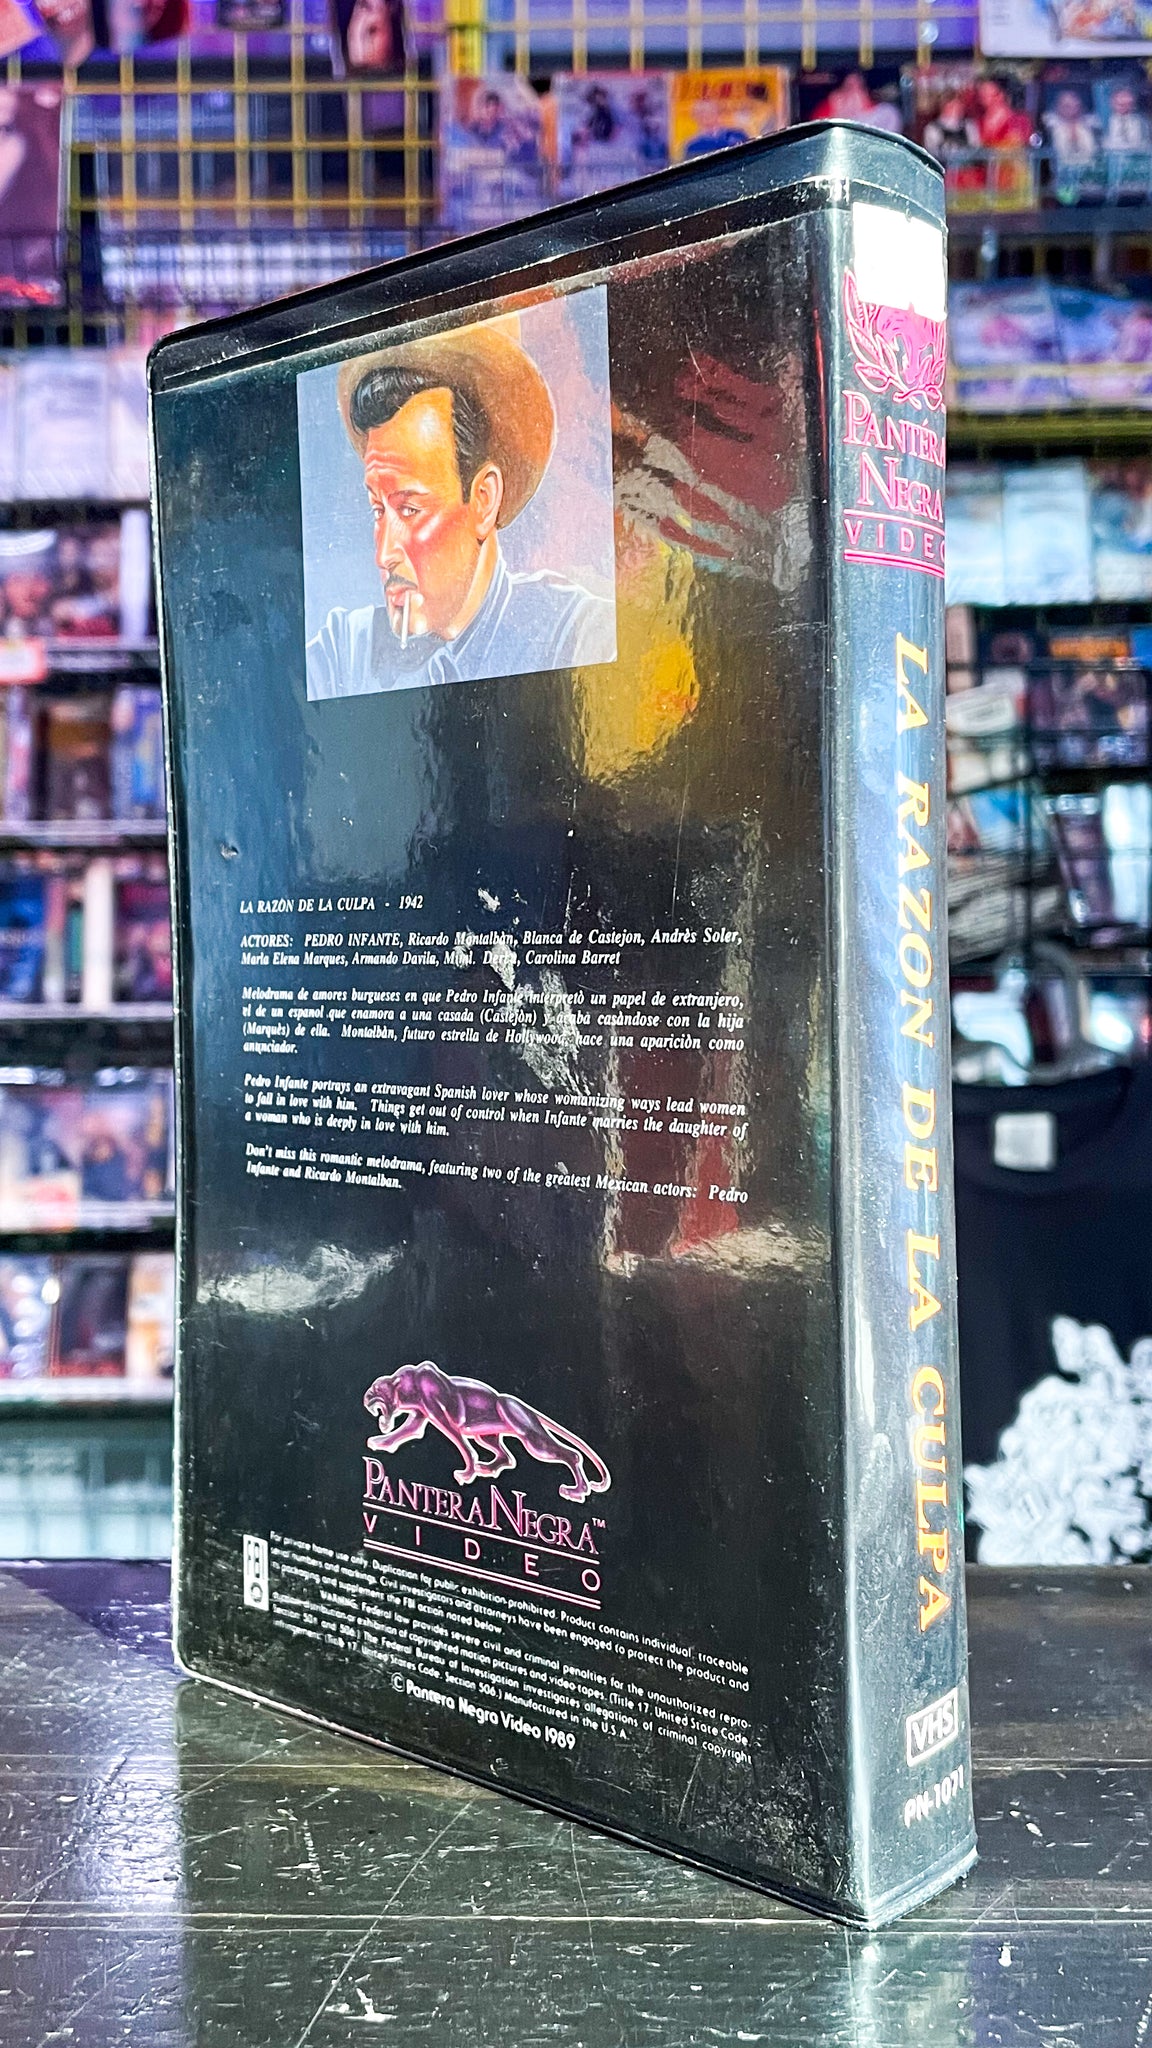 LA RAZÒN DE LA CULPA - 1942
ACTORES: PEDRO INFANTE, Ricardo Montalbàn, Blanca de Castejon, Andrès Soler,
Maria Elena Marques, Armando Davila, Mimi. Derba, Carolina Barret
Melodrama de amores burgueses en que Pedro Infante interpretò un papel de extranjero,
el de un espanol que enamora a una casada (Castejòn) y acaba casàndose con la hija
(Marquès) de ella. Montalbàn, futuro estrella de Hollywood, hace una apariciòn como
anunciador.
Pedro Infante portrays an extravagant Spanish lover whose womanizing ways lead women
to fall in love with him. Things get out of control when Infante marries the daughter of
a woman who is deeply in love with him.
Don't miss this romantic melodrama, featuring two of the greatest Mexican actors: Pedro
Infante and Ricardo Montalban.
PANTERA NEGRA™
VIDEO
For private home use only. Duplication for public exhibition prohibited. Product contains individual, traceable
serial numbers and markings. Civil investigators and attorneys have been engaged to protect the product and
its packaging and supplement the FBI action noted below.
WARNING: Federal law provides severe civil and criminal penalties for the unauthorized repro-
duction distribution or exhibition of copyrighted motion pictures and video tapes. (Title 17, United State Code,
Section 501 and 506.) The Federal Bureau of Investigation investigates allegations of criminal copyright
infringement. (Title 17, United States Code. Section 506.) Manufactured in the U.S.A.
© Pantera Negra Video 1989
PANTÉRA
NEGRA
VIDEO
LA RAZON DE LA CULPA
VHS
PN-1071